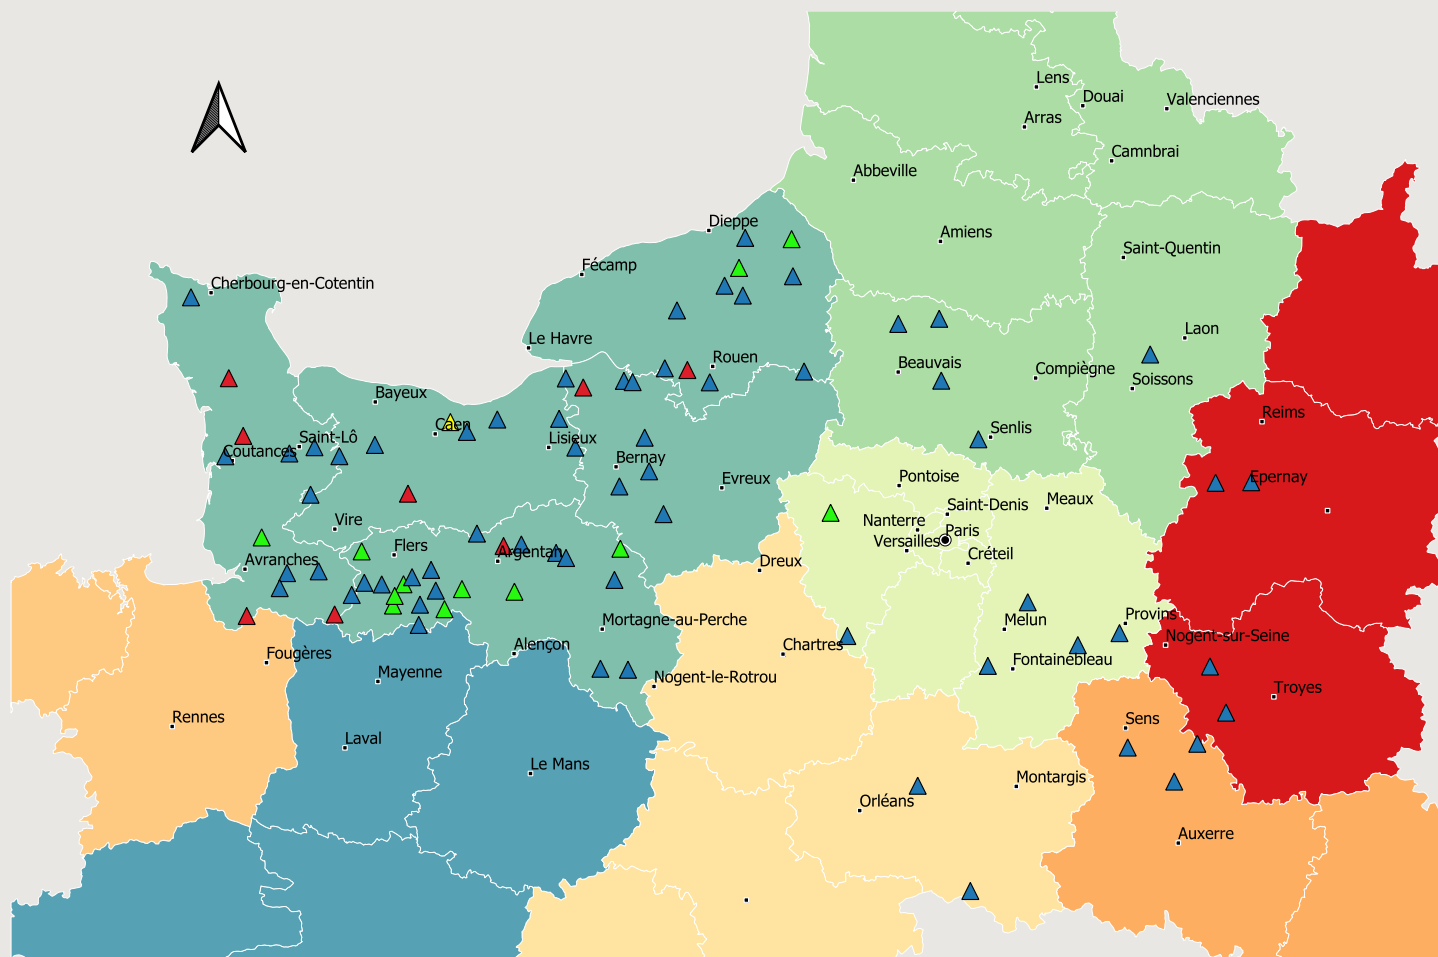 Lens
Douai
Valenciennes
Arras
Camnbrai
Abbeville
Dieppe
Amiens
Saint-Quentin
Fécamp
Cherbourg-en-Cotentin
Le Havre
Laon
Rouen
Beauvais
Compiègne
Soissons
Bayeux
Reims
Caen
Senlis
Saint-Lô
Lisieux
Coutances
Bernay
Evreux
Pontoise
Epernay
Meaux
Saint-Denis
Vire
Nanterre
Paris
Versailles
Flers
Argentan
Créteil
Avranches
Dreux
Mortagne-au-Perche
Melun
Provins
Nogent-sur-Seine
Alençon
Chartres
Fougères
Fontainebleau
Mayenne
Nogent-le-Rotrou
Troyes
Rennes
Sens
Laval
Le Mans
Montargis
Orléans
Auxerre